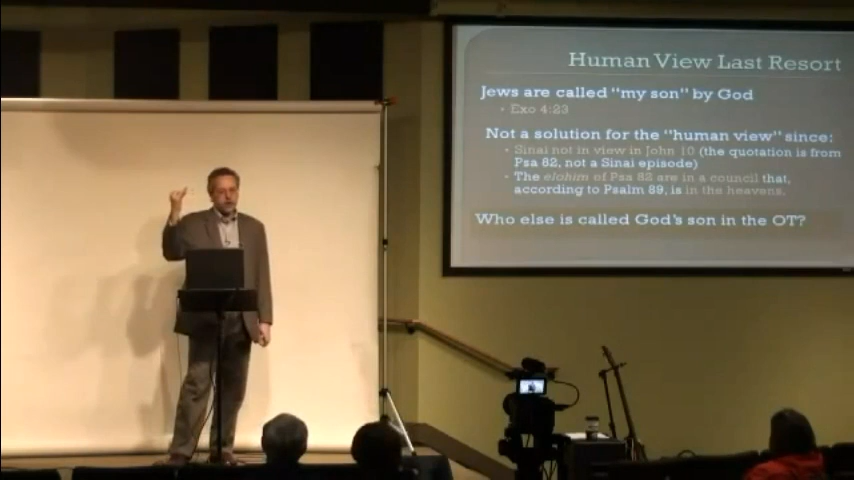 Human View Last Resort
Jews are called "my son" by God
• Exo 4:23
Not a solution for the "human view" since:
• Sinai not in view in John 10 (the quotation is from
Psa 82, not a Sinai episode)
• The elohim of Psa 82 are in a council that,
according to Psalm 89, is in the heavens.
Who else is called God's son in the OT?